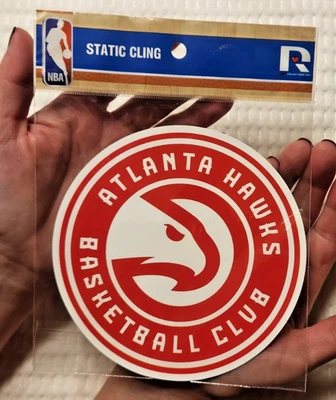 STATIC CLING
NBA
R
ATLANTA HAWKS
BASKETBALL CLUB